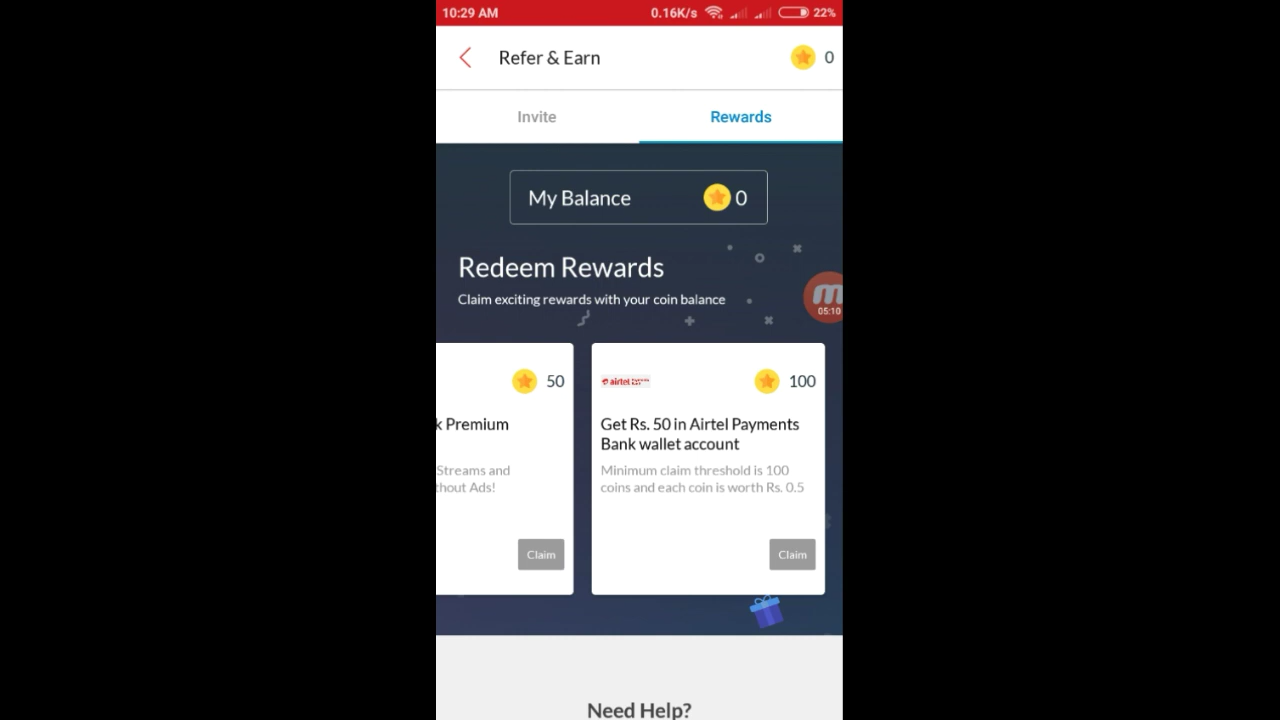 10:29 AM 0.16K/s 22%
Refer & Earn 0
Invite Rewards
My Balance 0
Redeem Rewards
Claim exciting rewards with your coin balance
05:10
50
k Premium
Streams and
thout Ads!
Claim
airtel 100
Get Rs. 50 in Airtel Payments
Bank wallet account
Minimum claim threshold is 100
coins and each coin is worth Rs. 0.5
Claim
Need Help?